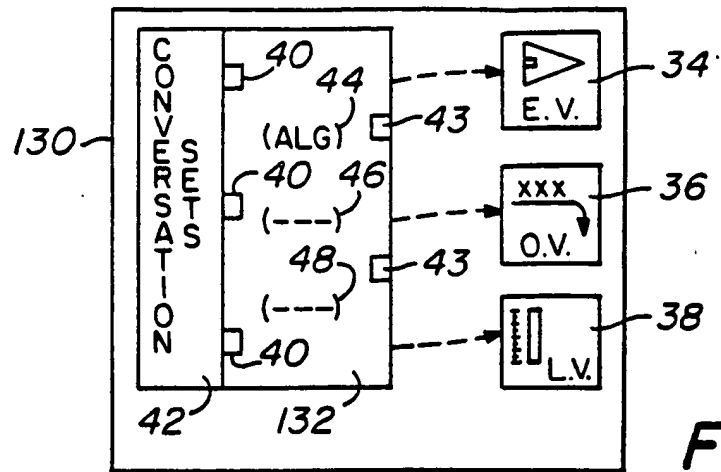 CONVERSATION
SETS
40
40
40
(ALG)
44
43
(---)
46
43
(---)
48
42
132
130
E.V.
34
xxx
O.V.
36
L.V.
38
F